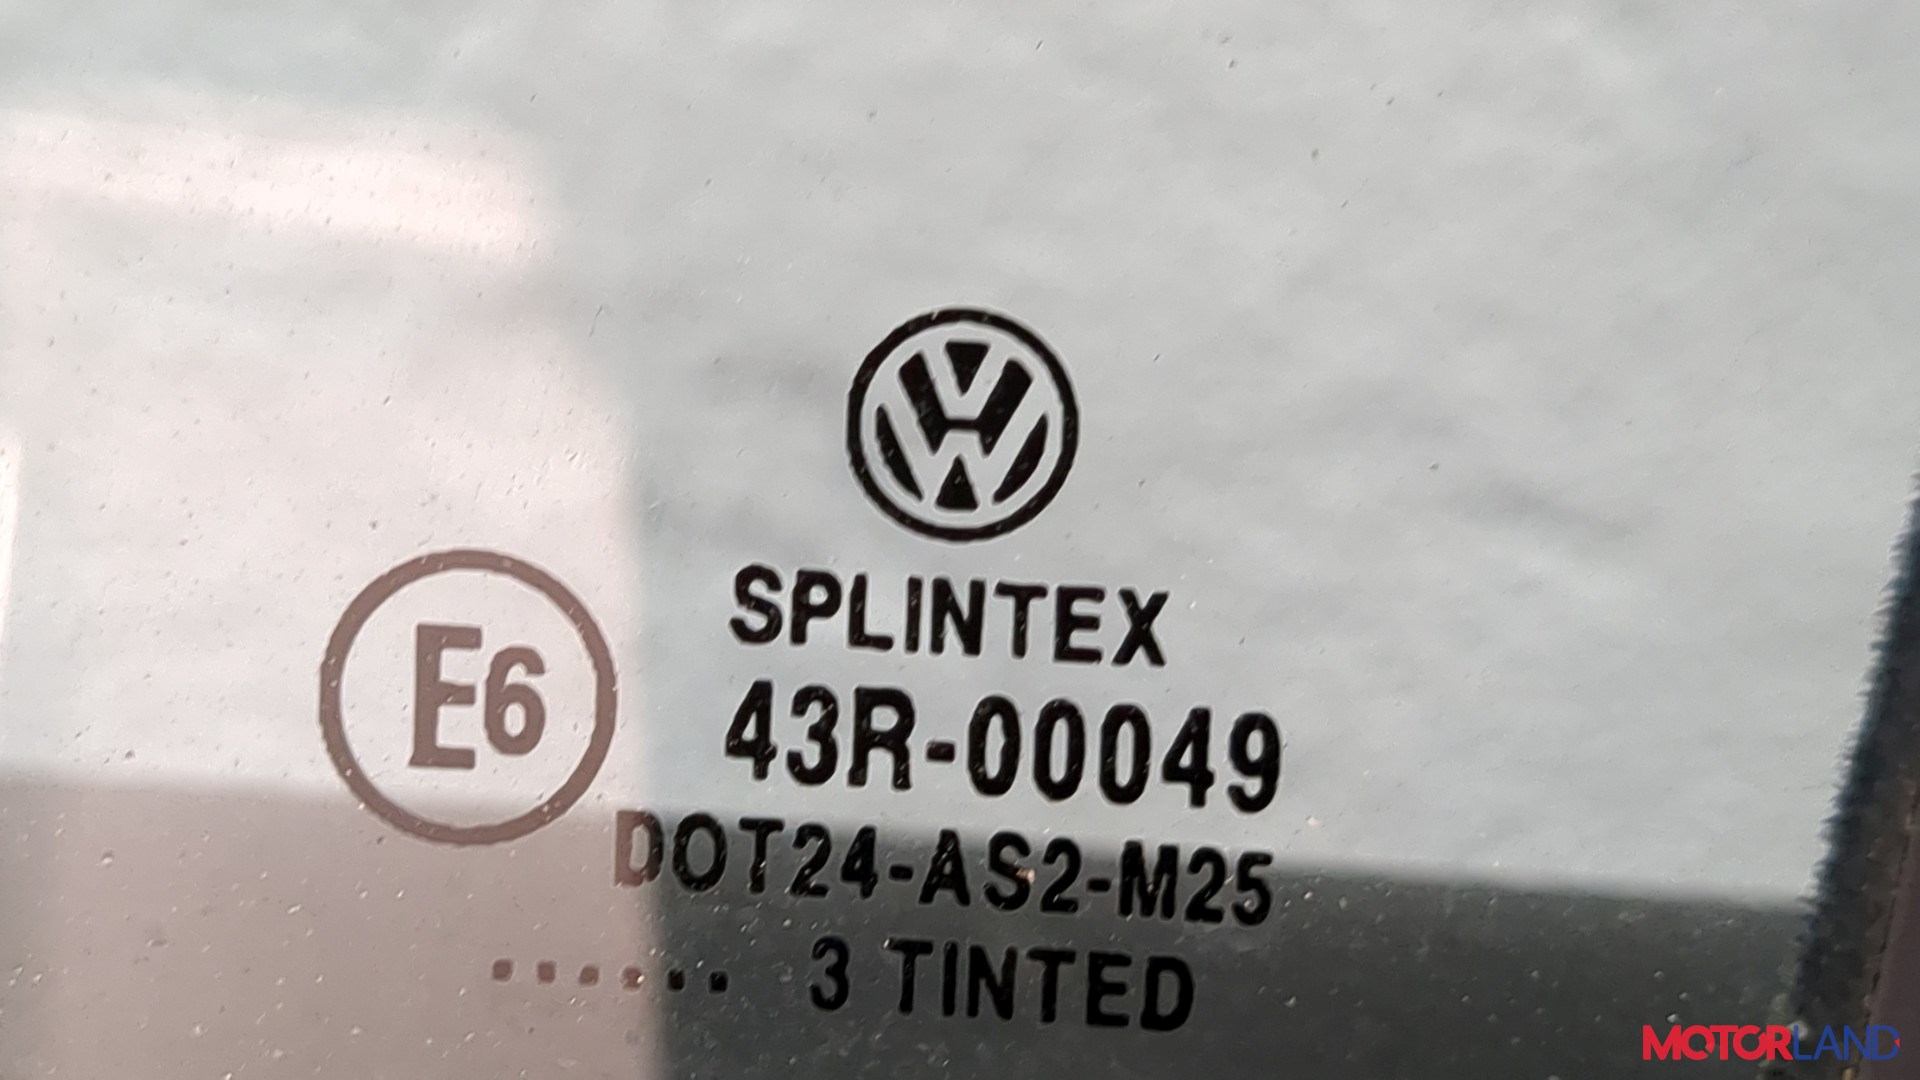 VW
SPLINTEX
E6
43R-00049
DOT24-AS2-M25
...... 3 TINTED
MOTORLAND